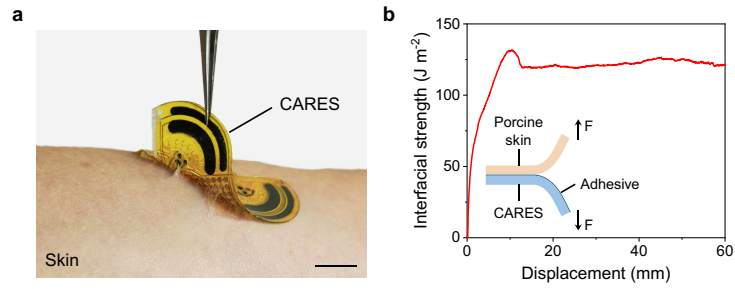 a
CARES
Skin
b
Interfacial strength (J m⁻²)
150
100
50
0
Porcine
skin
F
Adhesive
CARES
F
0
20
40
60
Displacement (mm)